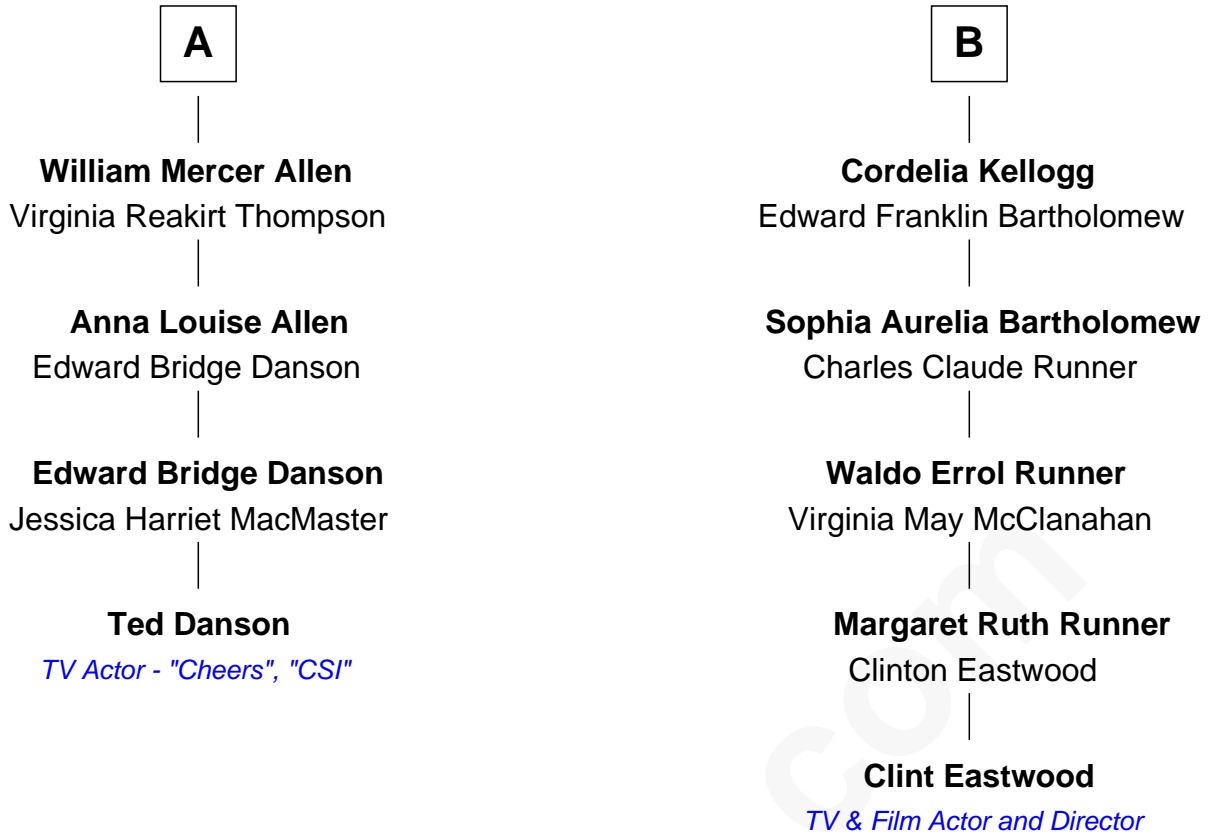 A
William Mercer Allen
Virginia Reakirt Thompson
Anna Louise Allen
Edward Bridge Danson
Edward Bridge Danson
Jessica Harriet MacMaster
Ted Danson
TV Actor - "Cheers", "CSI"
B
Cordelia Kellogg
Edward Franklin Bartholomew
Sophia Aurelia Bartholomew
Charles Claude Runner
Waldo Errol Runner
Virginia May McClanahan
Margaret Ruth Runner
Clinton Eastwood
Clint Eastwood
TV & Film Actor and Director
com